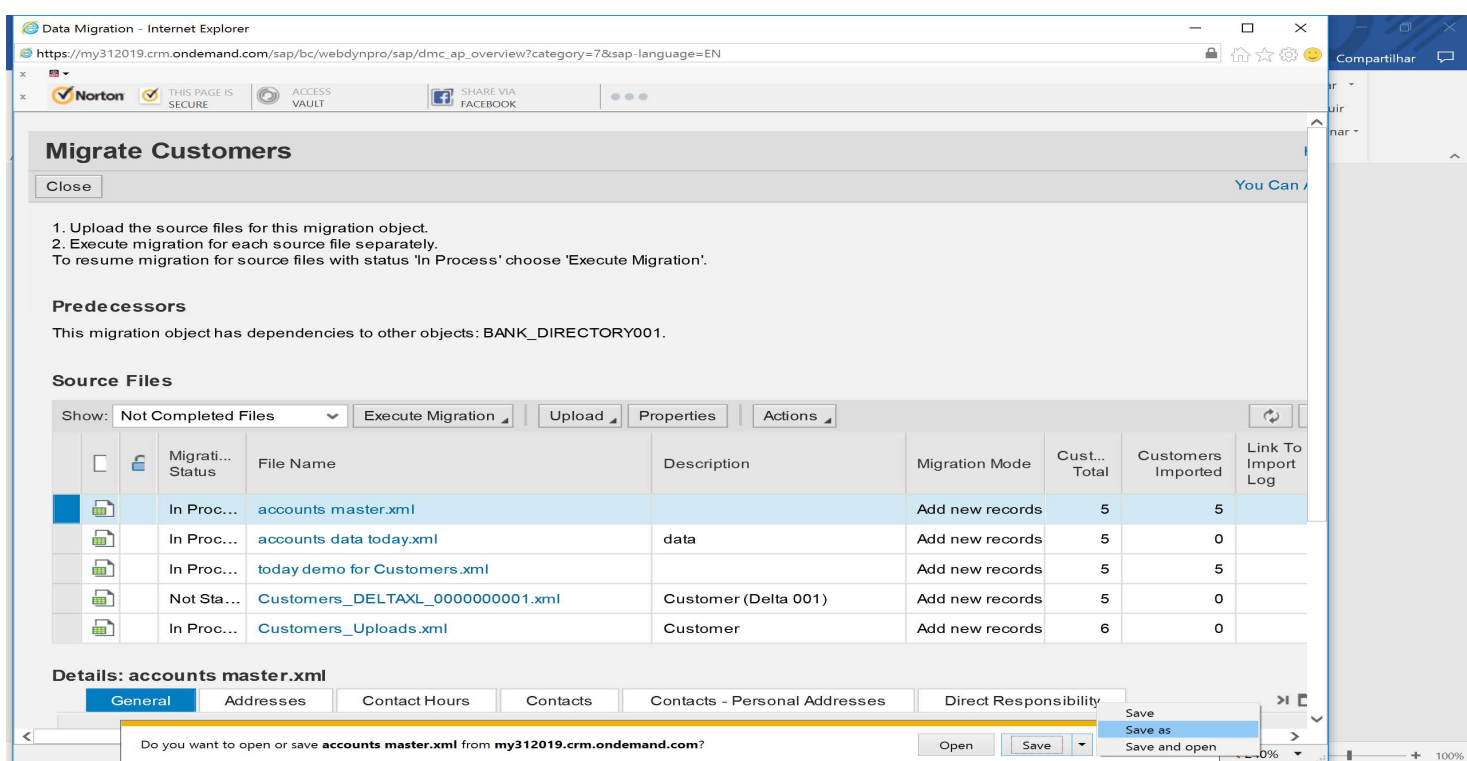 Data Migration - Internet Explorer
https://my312019.crm.ondemand.com/sap/bc/webdynpro/sap/dmc_ap_overview?category=7&sap-language=EN
Compartilhar
Norton
THIS PAGE IS SECURE
ACCESS VAULT
SHARE VIA FACEBOOK
uir
nar
Migrate Customers
Close
You Can
1. Upload the source files for this migration object.
2. Execute migration for each source file separately.
To resume migration for source files with status 'In Process' choose 'Execute Migration'.
Predecessors
This migration object has dependencies to other objects: BANK_DIRECTORY001.
Source Files
Show: Not Completed Files Execute Migration Upload Properties Actions
Migrati... Status File Name Description Migration Mode Cust... Total Customers Imported Link To Import Log
In Proc... accounts master.xml Add new records 5 5
In Proc... accounts data today.xml data Add new records 5 0
In Proc... today demo for Customers.xml Add new records 5 5
Not Sta... Customers_DELTAXL_0000000001.xml Customer (Delta 001) Add new records 5 0
In Proc... Customers_Uploads.xml Customer Add new records 6 0
Details: accounts master.xml
General Addresses Contact Hours Contacts Contacts - Personal Addresses Direct Responsibility
Save
Save as
Save and open
Do you want to open or save accounts master.xml from my312019.crm.ondemand.com? Open Save
100%